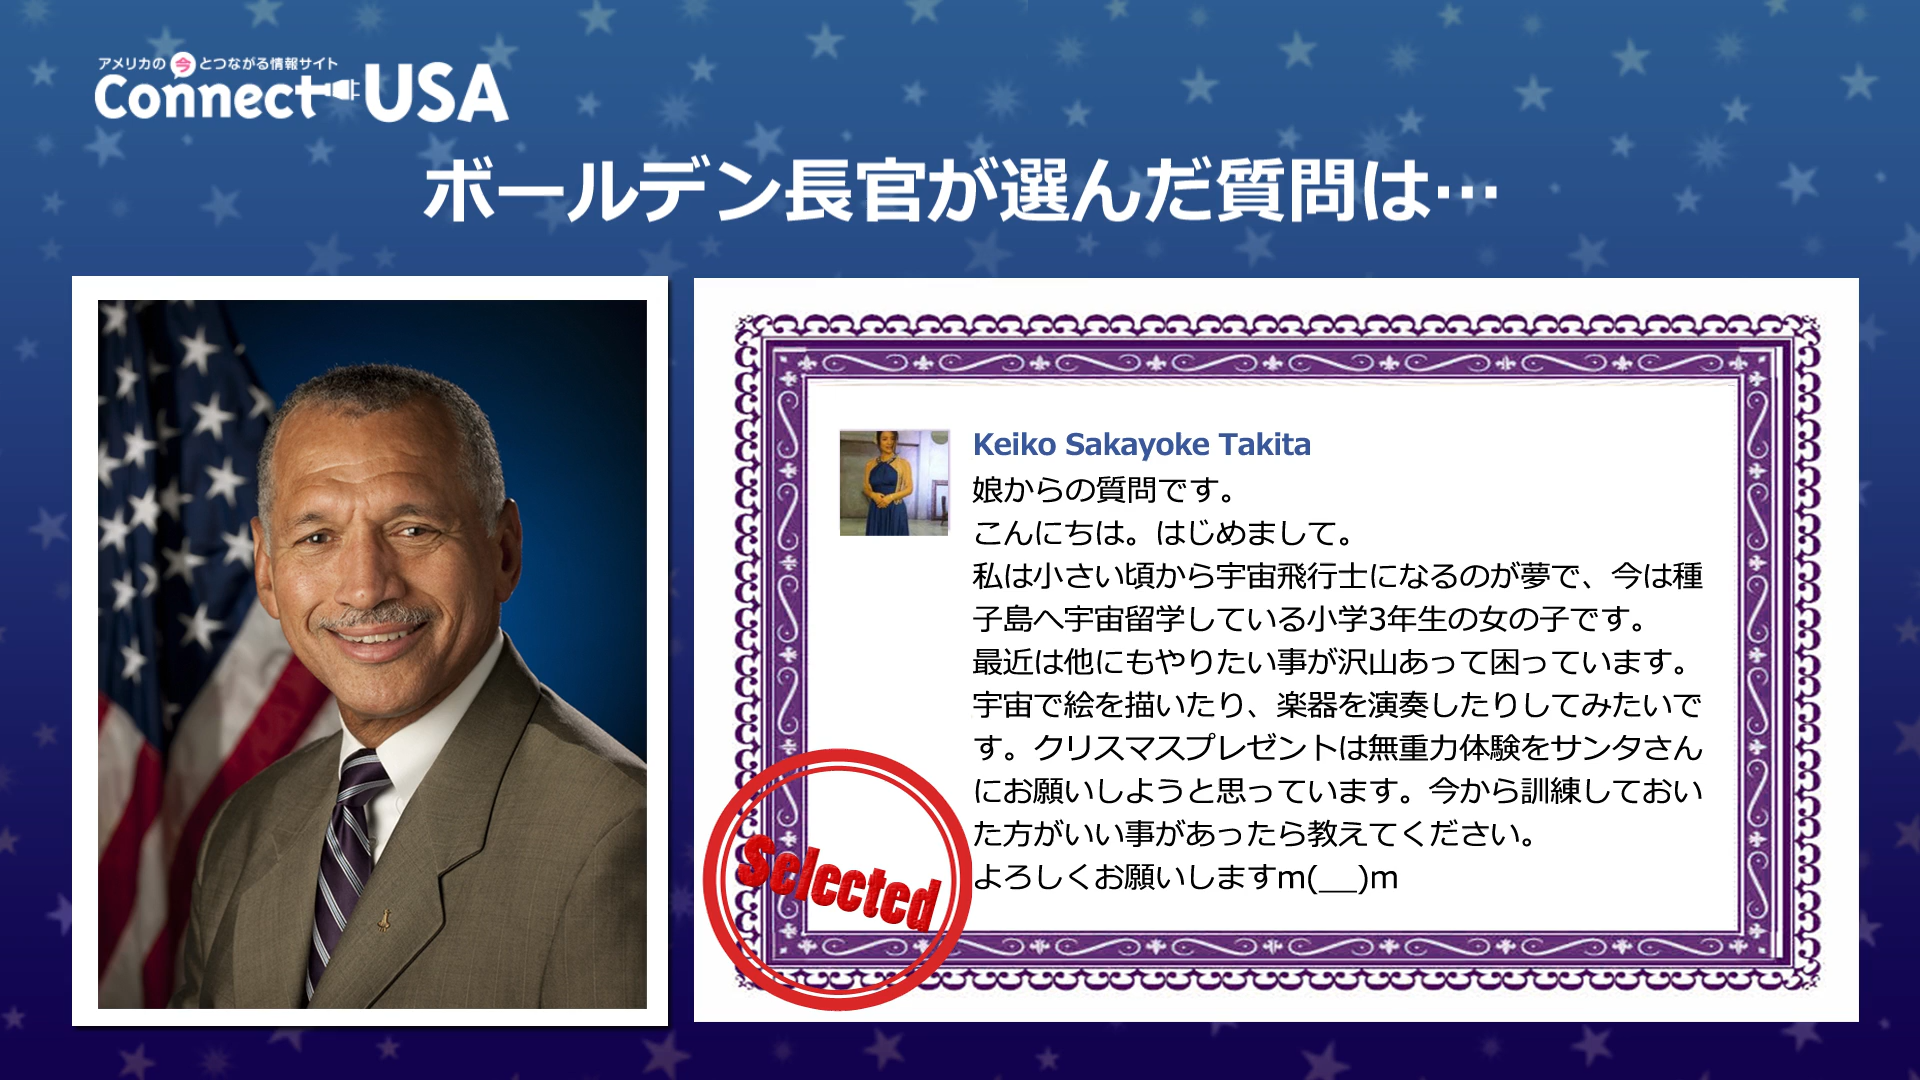 アメリカの今とつながる情報サイト
Connect USA
ボールデン長官が選んだ質問は…
Keiko Sakayoke Takita
娘からの質問です。
こんにちは。はじめまして。
私は小さい頃から宇宙飛行士になるのが夢で、今は種
子島へ宇宙留学している小学3年生の女の子です。
最近は他にもやりたい事が沢山あって困っています。
宇宙で絵を描いたり、楽器を演奏したりしてみたいで
す。クリスマスプレゼントは無重力体験をサンタさん
にお願いしようと思っています。今から訓練しておい
た方がいい事があったら教えてください。
よろしくお願いしますm(__)m
Selected